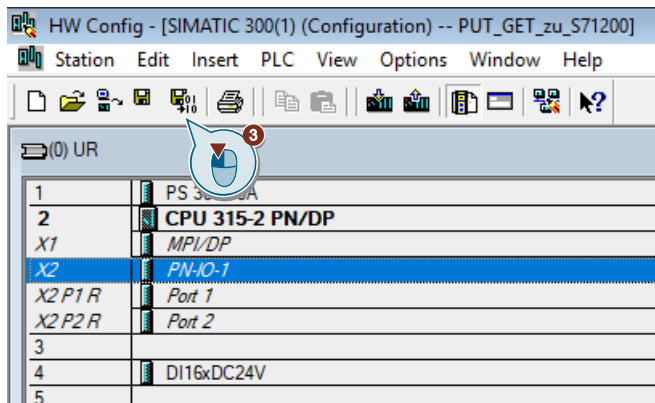 HW Config - [SIMATIC 300(1) (Configuration) -- PUT_GET_zu_S71200]
Station Edit Insert PLC View Options Window Help
3
(0) UR
1 PS
2 CPU 315-2 PN/DP
X1 MPI/DP
X2 PN-IO-1
X2 P1 R Port 1
X2 P2 R Port 2
3
4 DI16xDC24V
5